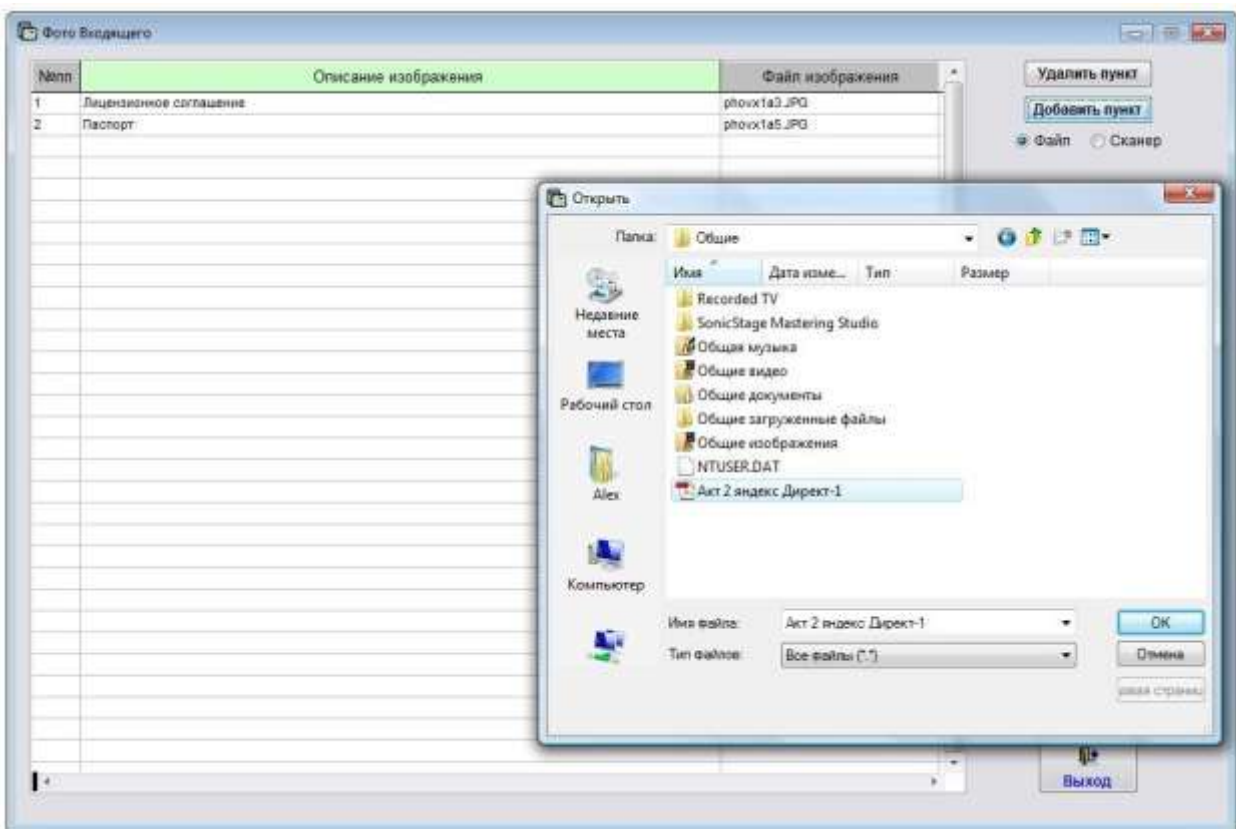 Фото Входящего
№пп Описание изображения Файл изображения
1 Лицензионное соглашение phovx1a3.JPG
2 Паспорт phovx1a5.JPG
Удалить пункт
Добавить пункт
Файл Сканер
Открыть
Папка: Общие
Имя Дата изме... Тип Размер
Recorded TV
SonicStage Mastering Studio
Общая музыка
Общие видео
Общие документы
Общие загруженные файлы
Общие изображения
NTUSER.DAT
Акт 2 яндекс Директ-1
Недавние места
Рабочий стол
Alex
Компьютер
Имя файла: Акт 2 яндекс Директ-1
Тип файлов: Все файлы (*.*)
OK
Отмена
Выход